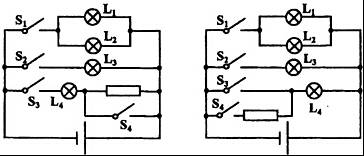 S₁ L₁
L₂
S₂ L₃
S₃ L₄
S₄
S₁ L₁
L₂
S₂ L₃
S₃
S₄ L₄